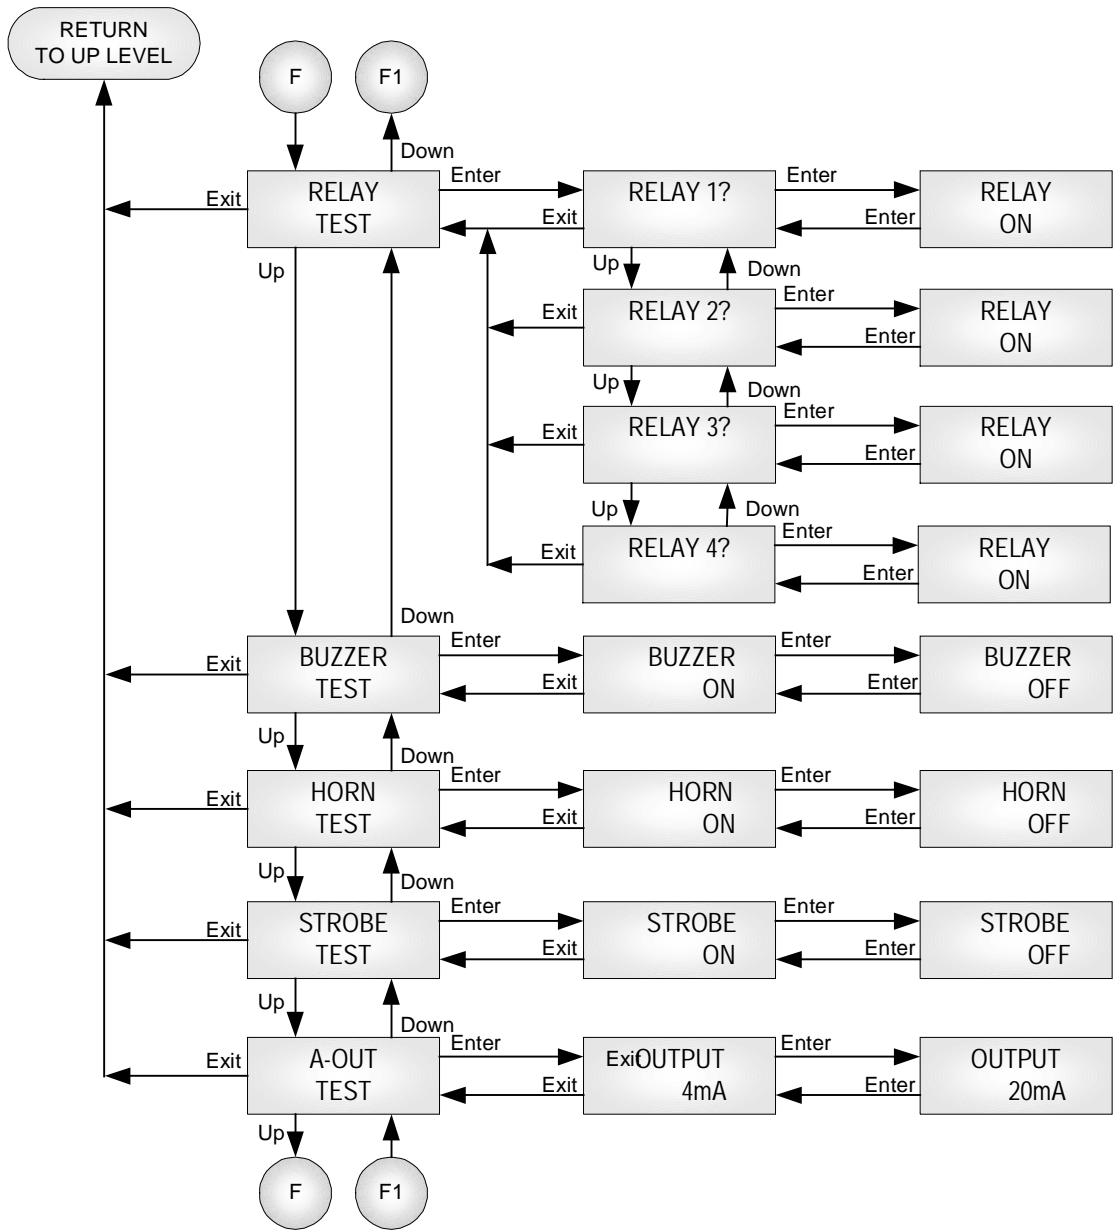 RETURN
TO UP LEVEL
F
F1
Down
Exit
RELAY
TEST
Enter
Exit
RELAY 1?
Enter
Enter
RELAY
ON
Up
Up
Down
Exit
RELAY 2?
Enter
Enter
RELAY
ON
Up
Down
Exit
RELAY 3?
Enter
Enter
RELAY
ON
Up
Down
Exit
RELAY 4?
Enter
Enter
RELAY
ON
Down
Exit
BUZZER
TEST
Enter
Exit
BUZZER
ON
Enter
Enter
BUZZER
OFF
Up
Down
Exit
HORN
TEST
Enter
Exit
HORN
ON
Enter
Enter
HORN
OFF
Up
Down
Exit
STROBE
TEST
Enter
Exit
STROBE
ON
Enter
Enter
STROBE
OFF
Up
Down
Exit
A-OUT
TEST
Enter
Exit
Exit
OUTPUT
4mA
Enter
Enter
OUTPUT
20mA
Up
F
F1